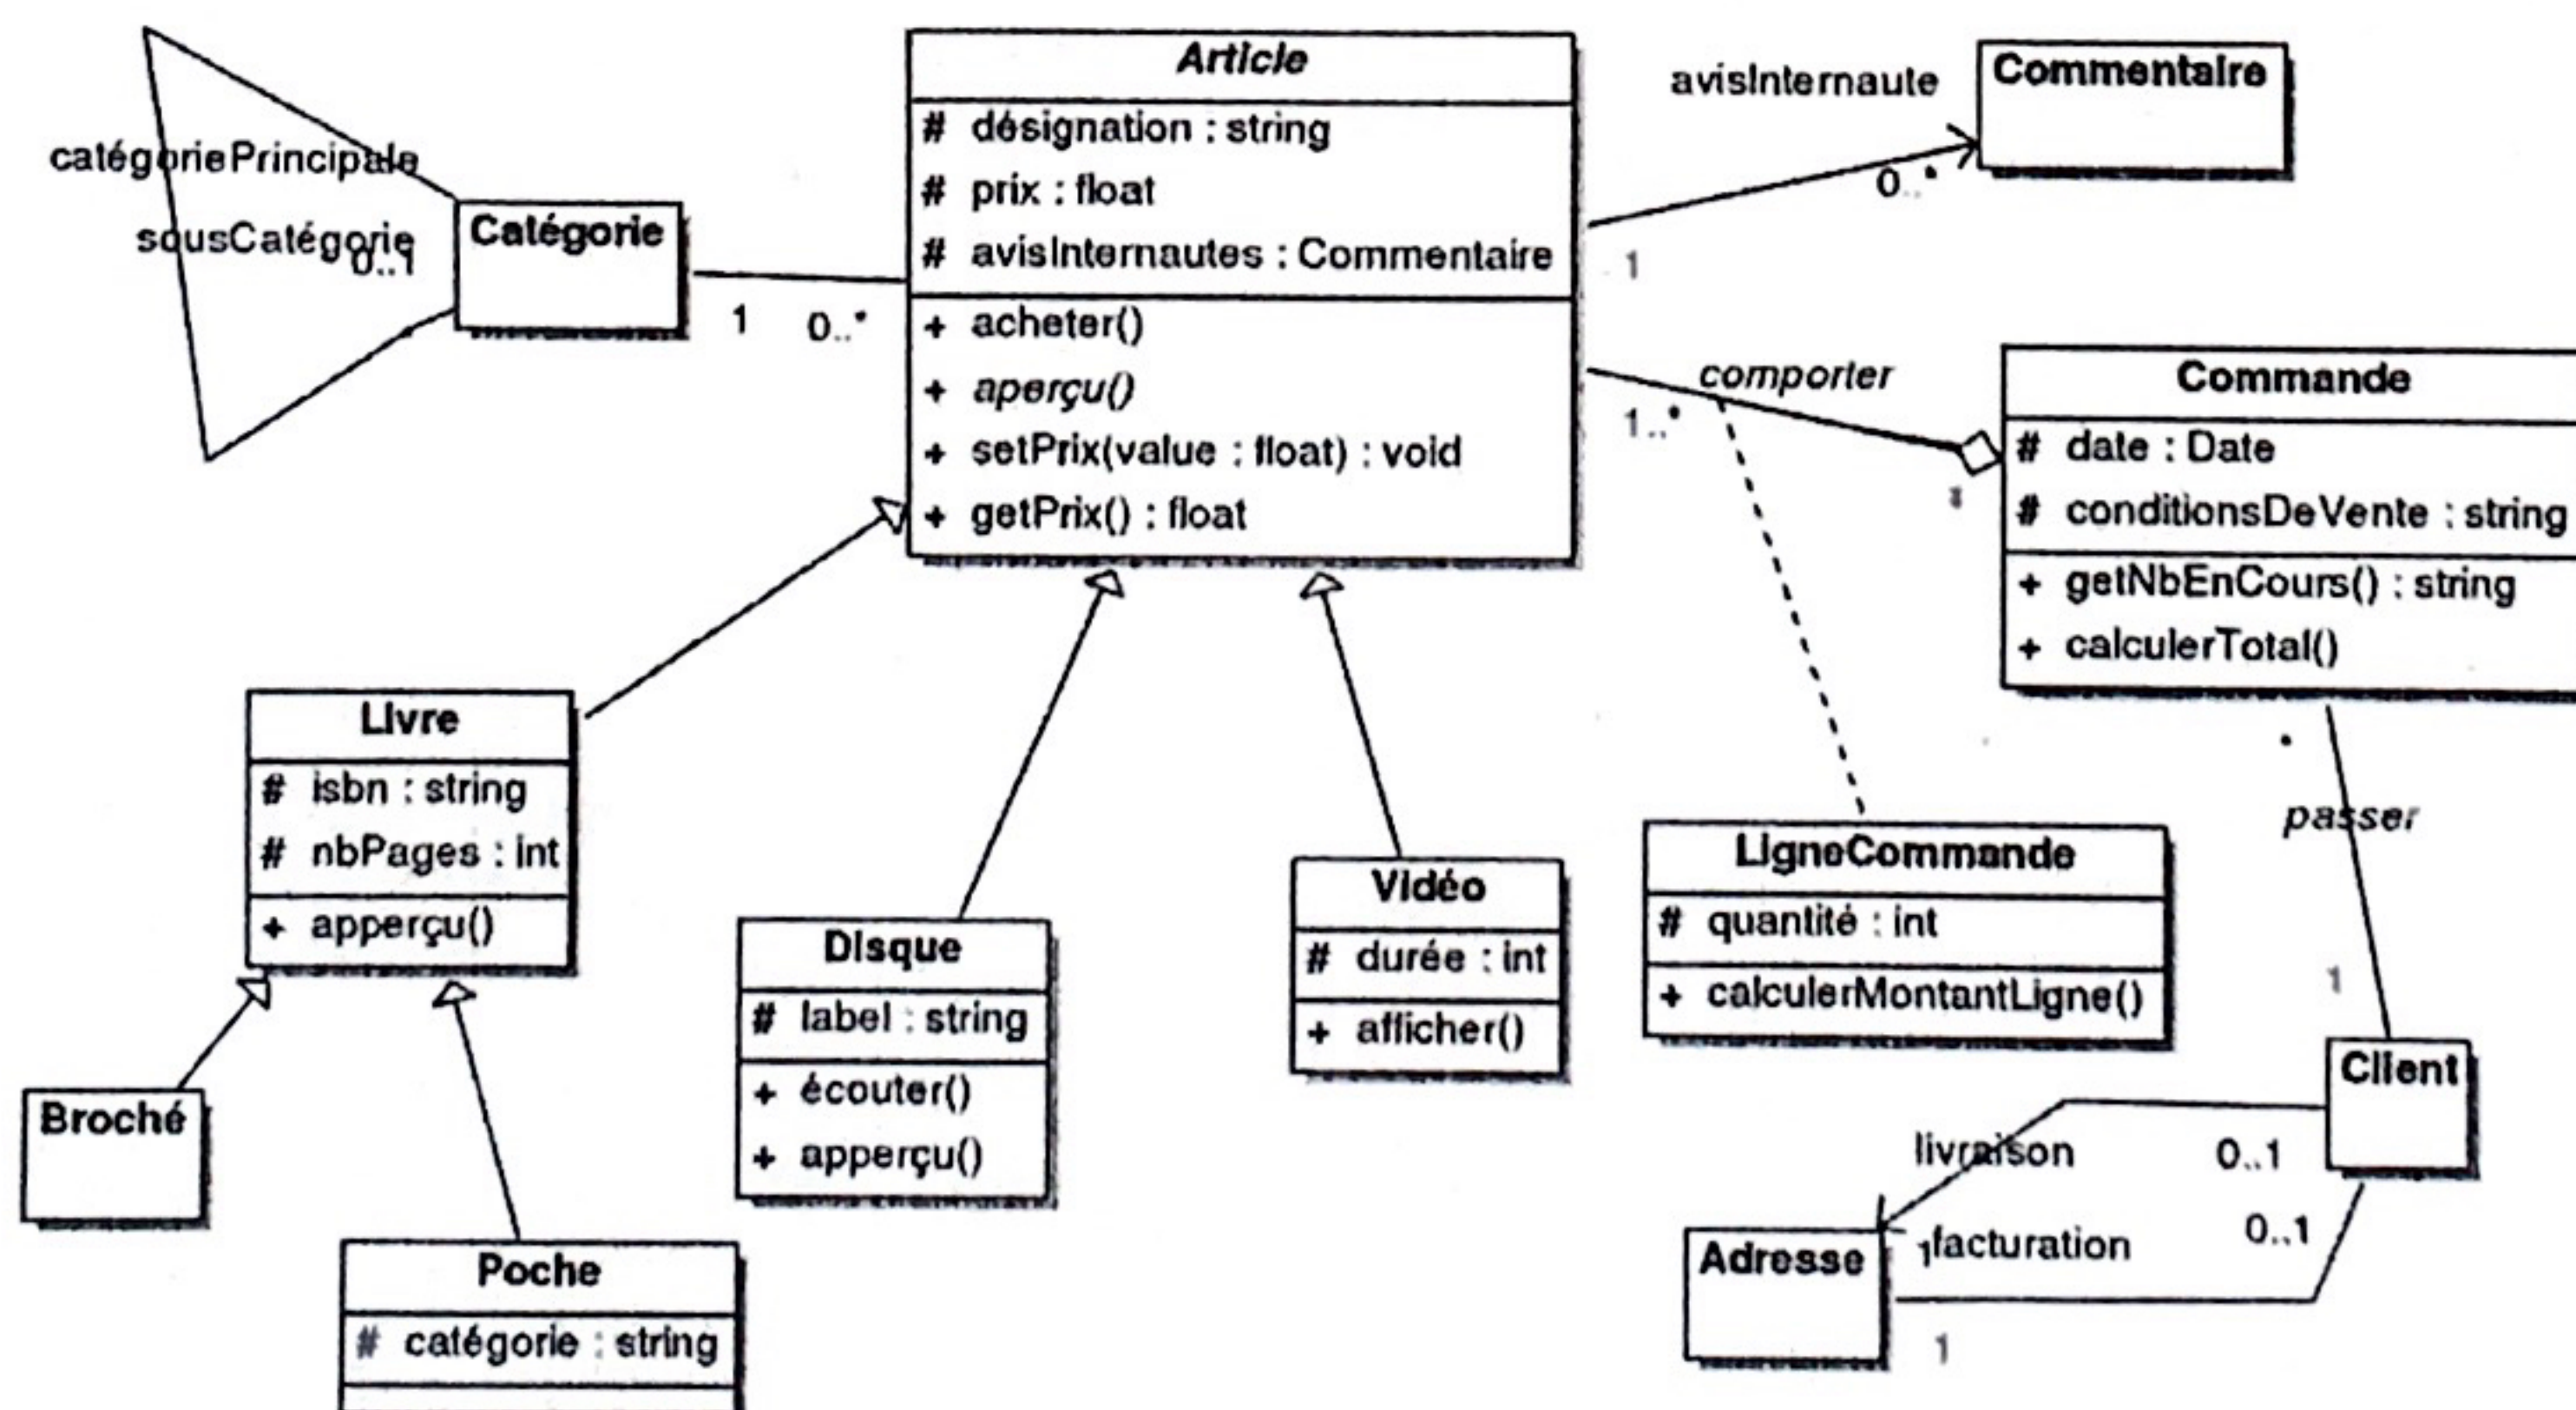 Article
# désignation : string
# prix : float
# avisInternautes : Commentaire
+ acheter()
+ aperçu()
+ setPrix(value : float) : void
+ getPrix() : float
avisInternaute
Commentaire
0..*
1
catégoriePrincipale
sousCatégorie
0..1
Catégorie
1
0..*
comporter
1..*
Commande
# date : Date
# conditionsDeVente : string
+ getNbEnCours() : string
+ calculerTotal()
*
passer
1
Livre
# isbn : string
# nbPages : int
+ apperçu()
Disque
# label : string
+ écouter()
+ apperçu()
Vidéo
# durée : int
+ afficher()
LigneCommande
# quantité : int
+ calculerMontantLigne()
Client
Broché
livraison
0..1
1
facturation
0..1
Adresse
1
Poche
# catégorie : string